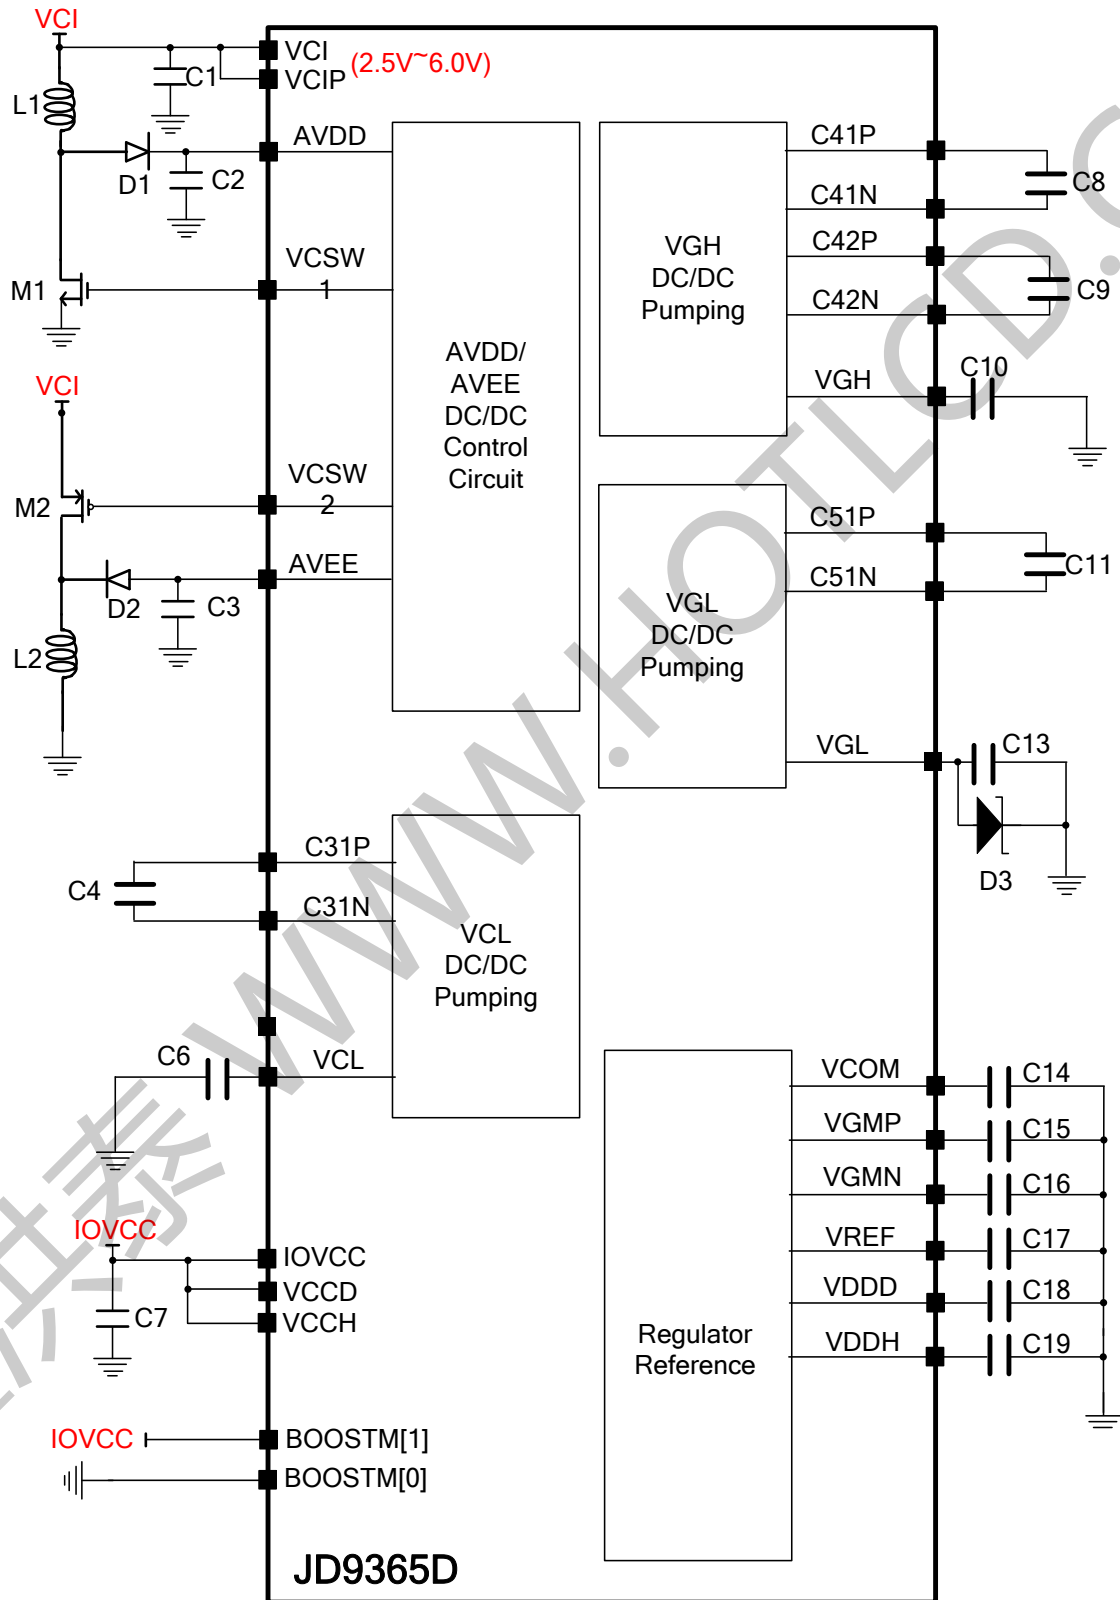 VCI
VCI
VCIP
(2.5V~6.0V)
C1
L1
AVDD
D1
C2
VCSW
1
M1
AVDD/
AVEE
DC/DC
Control
Circuit
VCI
VCSW
2
M2
AVEE
D2
C3
L2
C41P
C41N
C8
VGH
DC/DC
Pumping
C42P
C42N
C9
VGH
C10
C51P
C51N
C11
VGL
DC/DC
Pumping
VGL
C13
D3
C31P
C4
C31N
VCL
DC/DC
Pumping
C6
VCL
IOVCC
IOVCC
VCCD
VCCH
C7
IOVCC
BOOSTM[1]
BOOSTM[0]
VCOM
C14
VGMP
C15
VGMN
C16
VREF
C17
VDDD
C18
VDDH
C19
Regulator
Reference
JD9365D
洪泰 WWW.HOTLCD.C